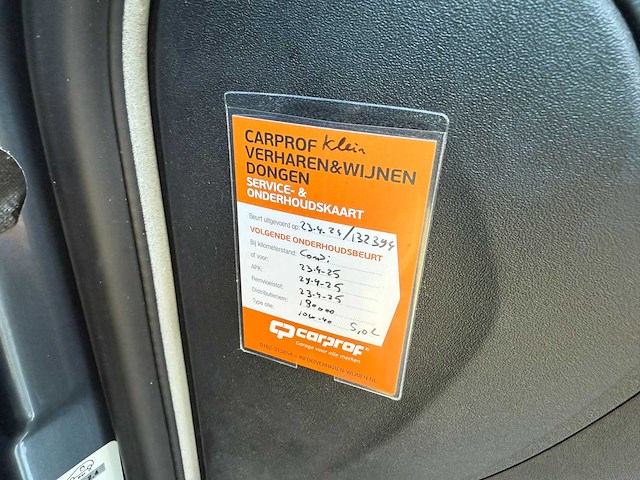 CARPROF Klein
VERHAREN&WIJNEN
DONGEN
SERVICE- &
ONDERHOUDSKAART
Beurt uitgevoerd op: 23.4.24/132394
VOLGENDE ONDERHOUDSBEURT
Bij kilometerstand: Combi
of voor: 23-4-25
APK: 24-4-25
Remvloeistof: 23-4-25
Distributieriem: 180000
Type olie: 10w-40 5,0L
carprof
Garage voor alle merken